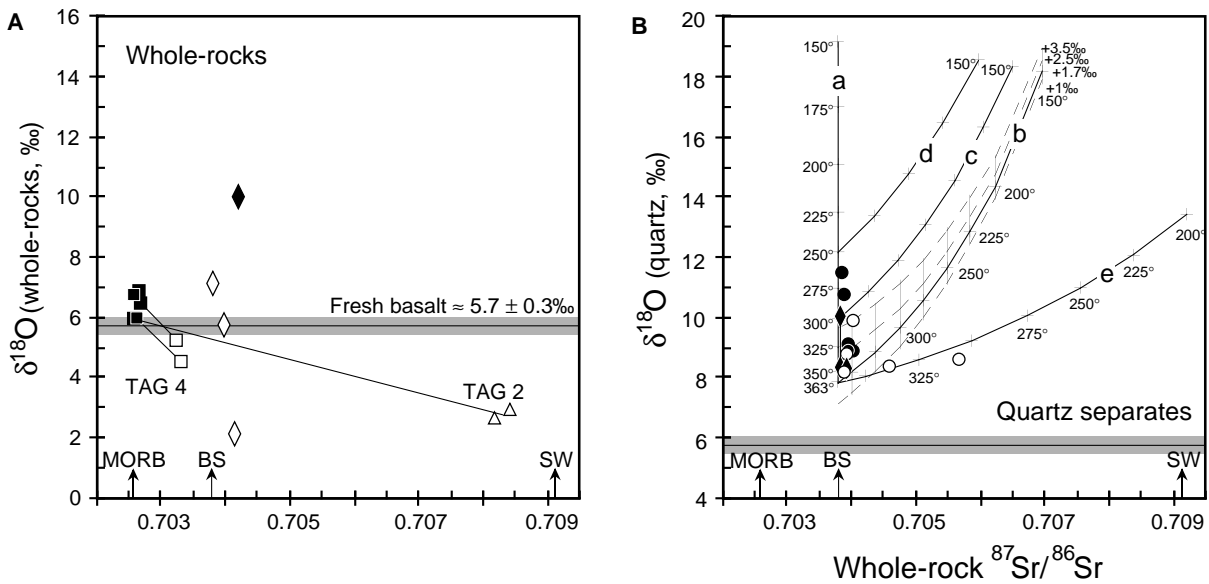 A
Whole-rocks
16
14
12
10
8
6
4
2
0
δ18O (whole-rocks, ‰)
Fresh basalt ≈ 5.7 ± 0.3‰
TAG 4
TAG 2
MORB
BS
SW
0.703
0.705
0.707
0.709
B
20
18
16
14
12
10
8
6
4
δ18O (quartz, ‰)
150°
a
175°
200°
225°
250°
275°
300°
325°
350°
363°
150°
150°
d
c
b
+3.5‰
+2.5‰
+1.7‰
+1‰
150°
200°
225°
250°
300°
e
200°
225°
250°
275°
325°
Quartz separates
MORB
BS
SW
0.703
0.705
0.707
0.709
Whole-rock 87Sr/86Sr